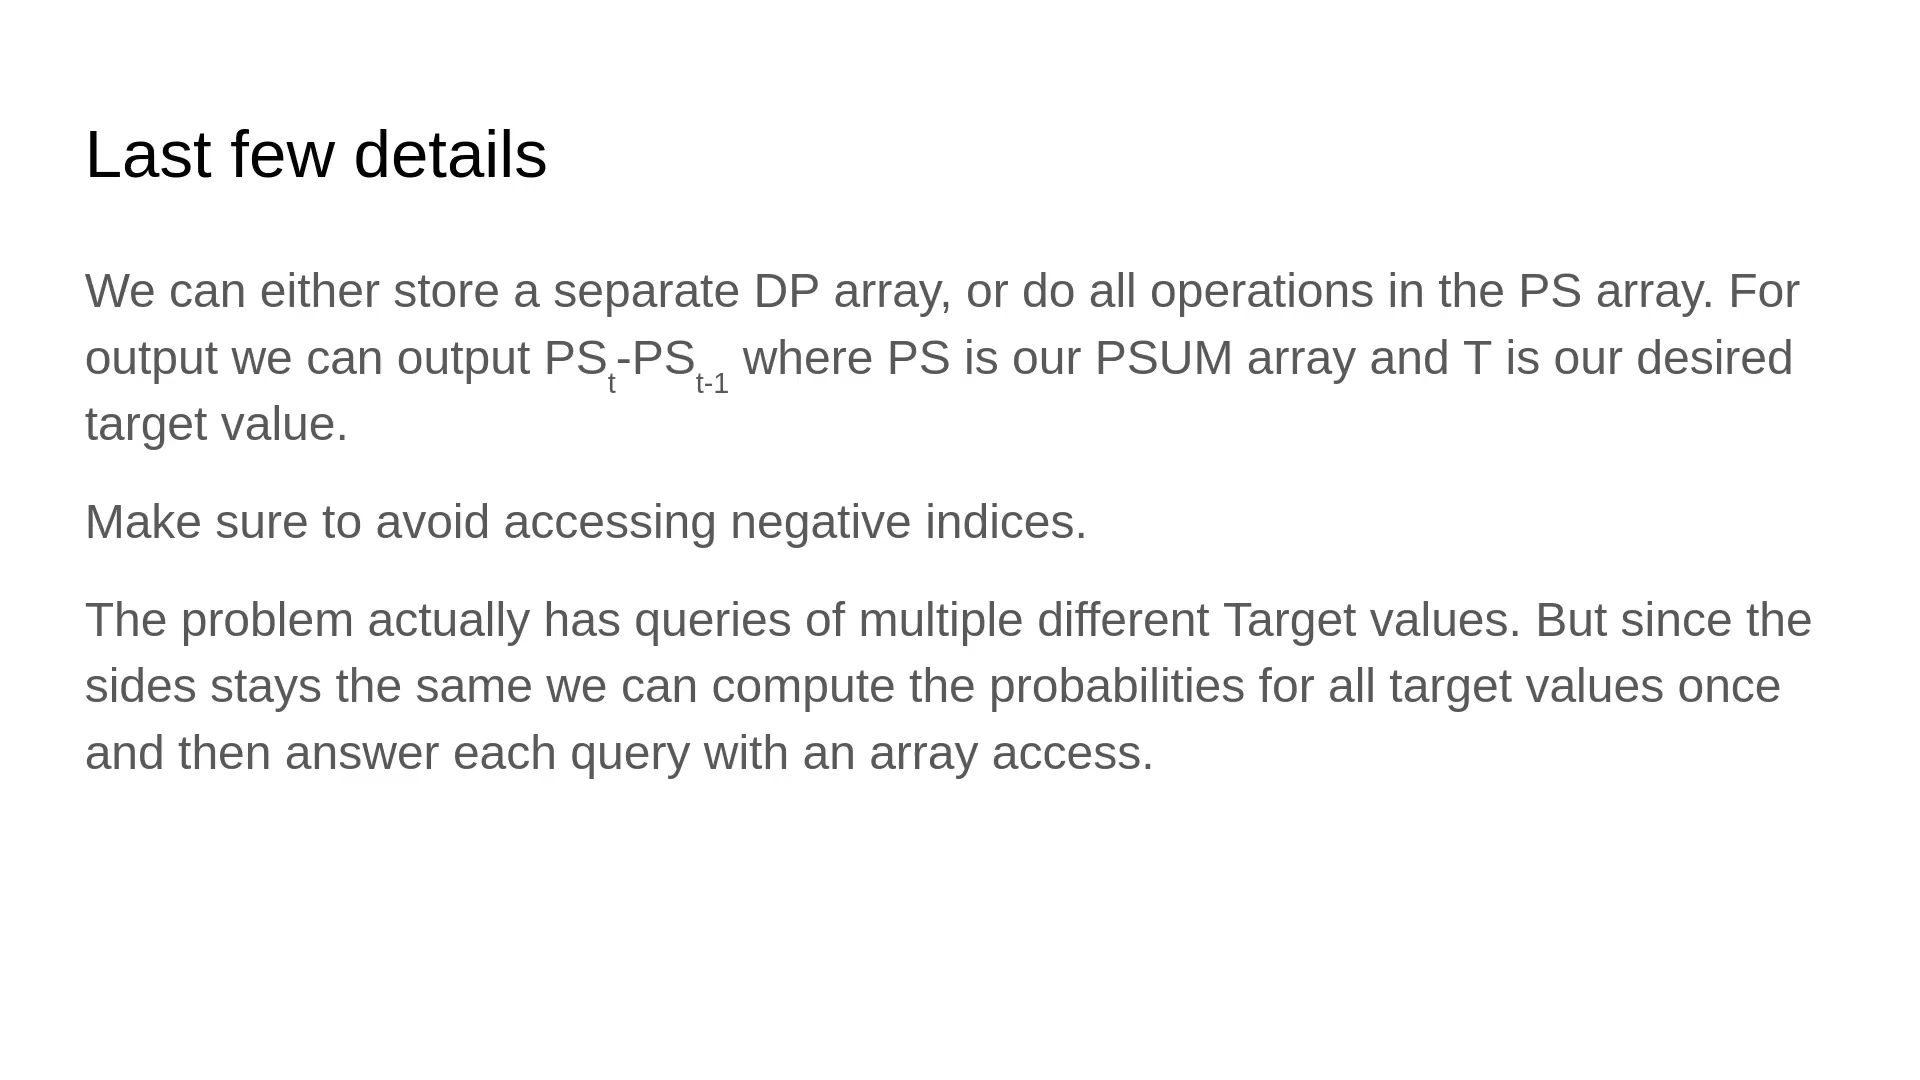 Last few details
We can either store a separate DP array, or do all operations in the PS array. For
output we can output PSt-PSt-1 where PS is our PSUM array and T is our desired
target value.
Make sure to avoid accessing negative indices.
The problem actually has queries of multiple different Target values. But since the
sides stays the same we can compute the probabilities for all target values once
and then answer each query with an array access.